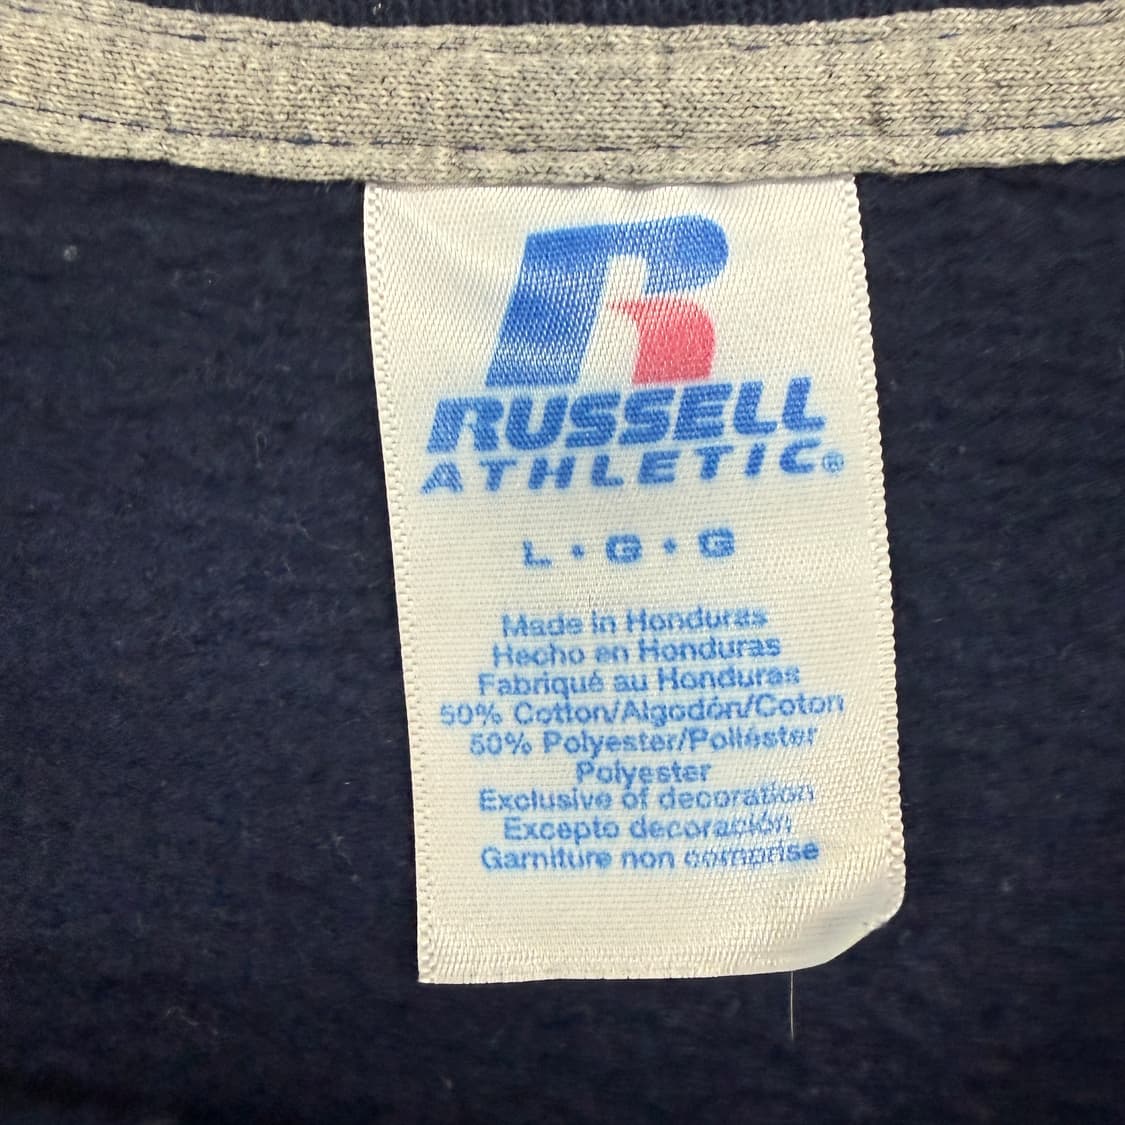 R
RUSSELL
ATHLETIC®
L • G • G
Made in Honduras
Hecho en Honduras
Fabriqué au Honduras
50% Cotton/Algodón/Coton
50% Polyester/Poliéster
Polyester
Exclusive of decoration
Excepto decoración
Garniture non comprise